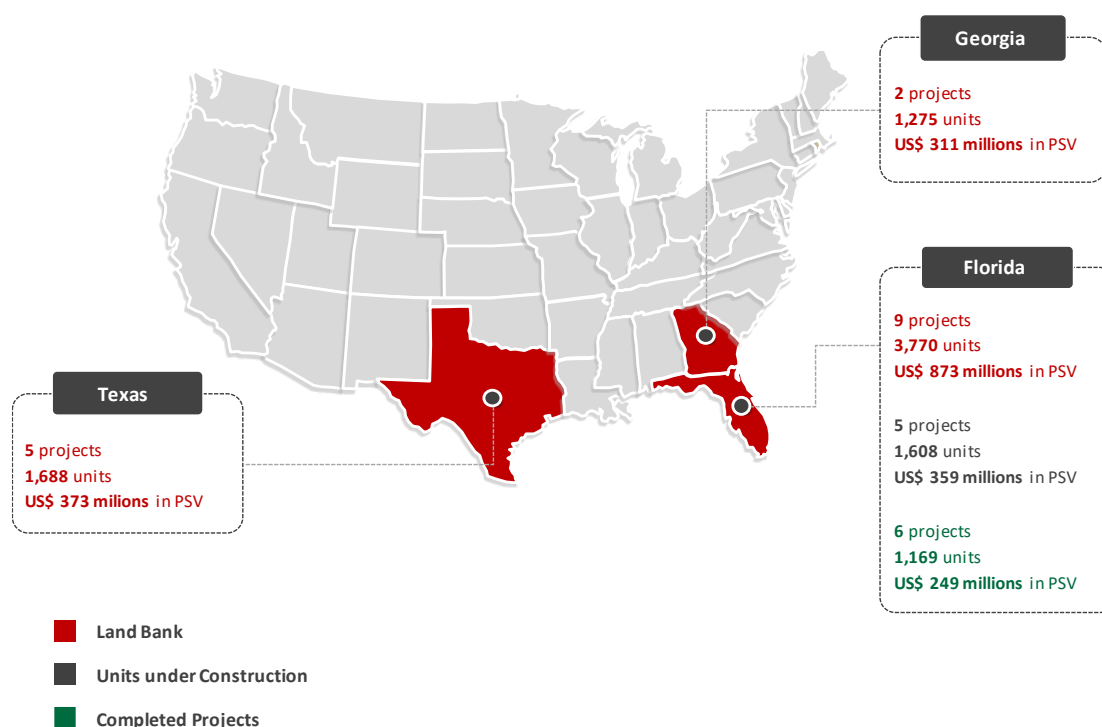 Georgia
2 projects
1,275 units
US$ 311 millions in PSV
Florida
9 projects
3,770 units
US$ 873 millions in PSV
5 projects
1,608 units
US$ 359 millions in PSV
6 projects
1,169 units
US$ 249 millions in PSV
Texas
5 projects
1,688 units
US$ 373 milions in PSV
Land Bank
Units under Construction
Completed Projects